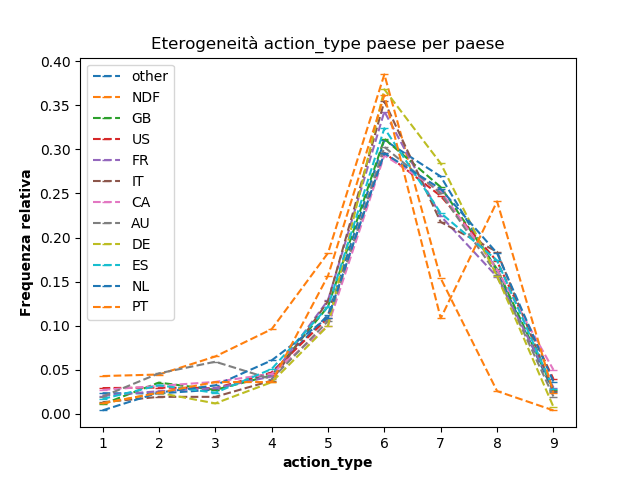 Eterogeneità action_type paese per paese
Frequenza relativa
0.40
0.35
0.30
0.25
0.20
0.15
0.10
0.05
0.00
other
NDF
GB
US
FR
IT
CA
AU
DE
ES
NL
PT
1 2 3 4 5 6 7 8 9
action_type